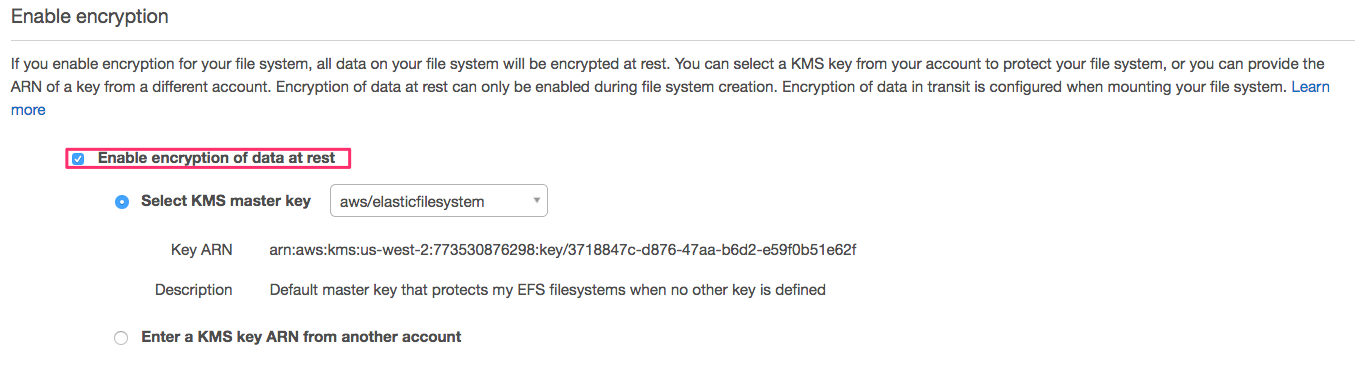 Enable encryption
If you enable encryption for your file system, all data on your file system will be encrypted at rest. You can select a KMS key from your account to protect your file system, or you can provide the
ARN of a key from a different account. Encryption of data at rest can only be enabled during file system creation. Encryption of data in transit is configured when mounting your file system. Learn
more
Enable encryption of data at rest
Select KMS master key aws/elasticfilesystem
Key ARN arn:aws:kms:us-west-2:773530876298:key/3718847c-d876-47aa-b6d2-e59f0b51e62f
Description Default master key that protects my EFS filesystems when no other key is defined
Enter a KMS key ARN from another account